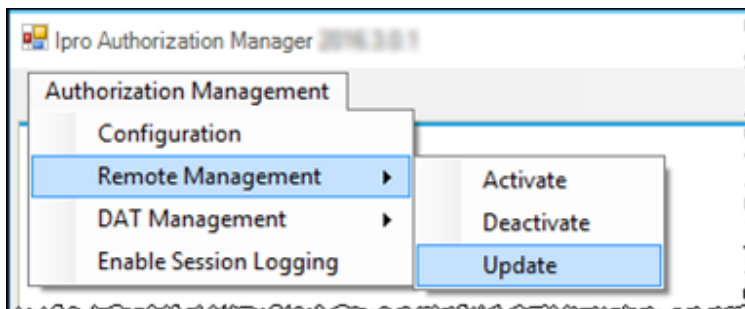 Ipro Authorization Manager
Authorization Management
Configuration
Remote Management
Activate
DAT Management
Deactivate
Enable Session Logging
Update